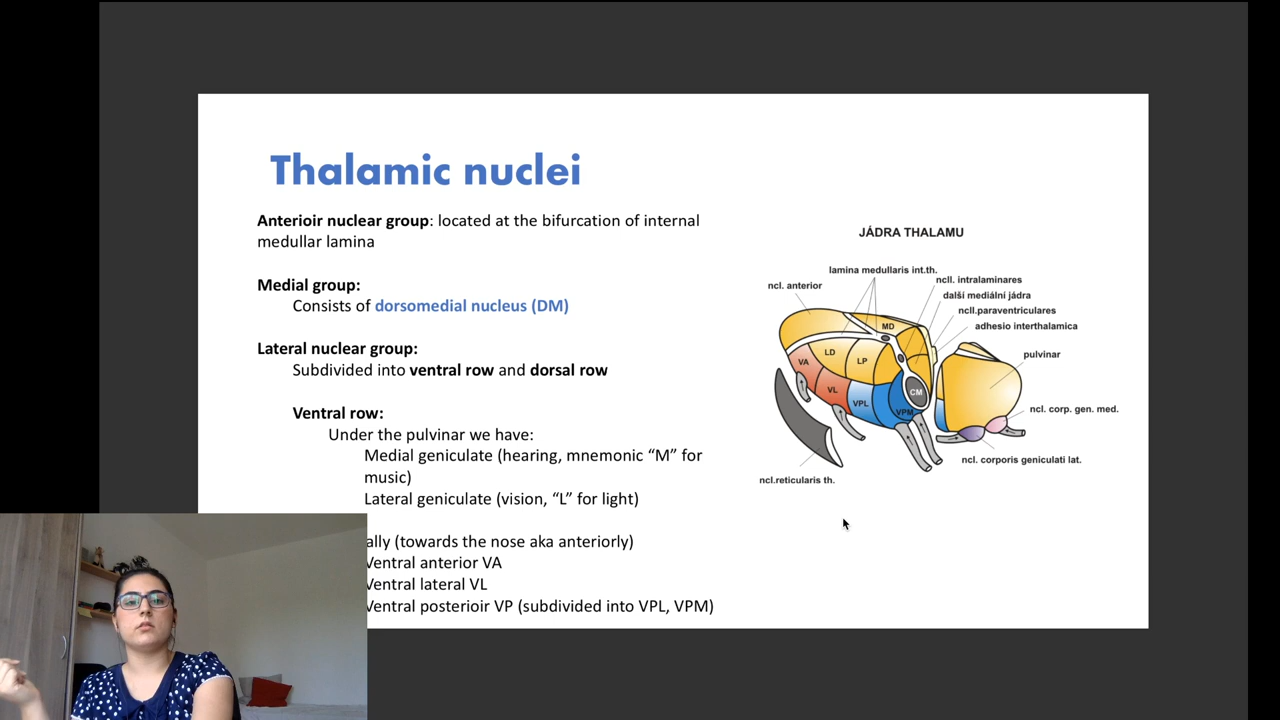 Thalamic nuclei
Anterioir nuclear group: located at the bifurcation of internal
medullar lamina
Medial group:
Consists of dorsomedial nucleus (DM)
Lateral nuclear group:
Subdivided into ventral row and dorsal row
Ventral row:
Under the pulvinar we have:
Medial geniculate (hearing, mnemonic “M” for
music)
Lateral geniculate (vision, “L” for light)
ally (towards the nose aka anteriorly)
Ventral anterior VA
Ventral lateral VL
Ventral posterioir VP (subdivided into VPL, VPM)
JÁDRA THALAMU
lamina medullaris int.th.
ncll. intralaminares
ncl. anterior
další mediální jádra
ncll.paraventriculares
adhesio interthalamica
pulvinar
MD
LD
LP
VA
VL
VPL
VPM
CM
ncl. corp. gen. med.
ncl. corporis geniculati lat.
ncl.reticularis th.